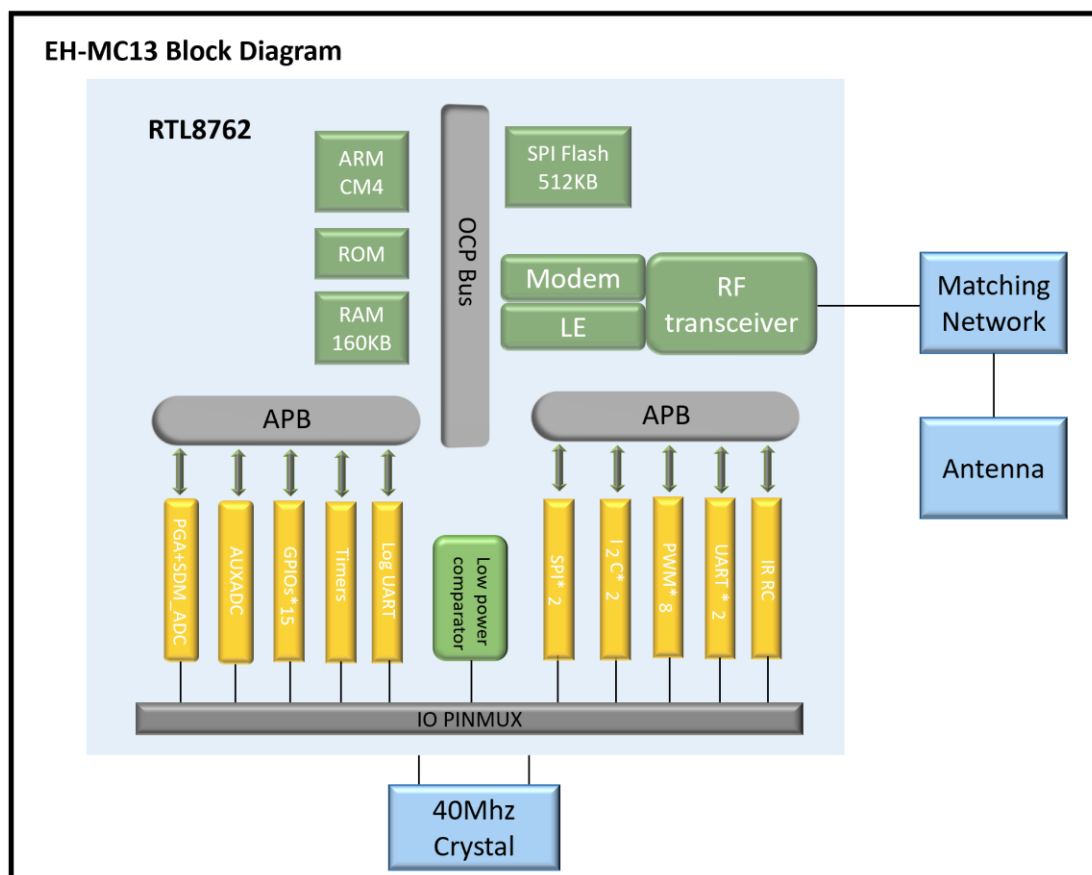 EH-MC13 Block Diagram
RTL8762
ARM
CM4
ROM
RAM
160KB
OCP Bus
SPI Flash
512KB
Modem
LE
RF
transceiver
Matching
Network
Antenna
APB
APB
PGA+SDM_ADC
AUXADC
GPIOs*15
Timers
Log UART
Low power
comparator
SPI* 2
I 2 C* 2
PWM* 8
UART * 2
IR RC
IO PINMUX
40Mhz
Crystal